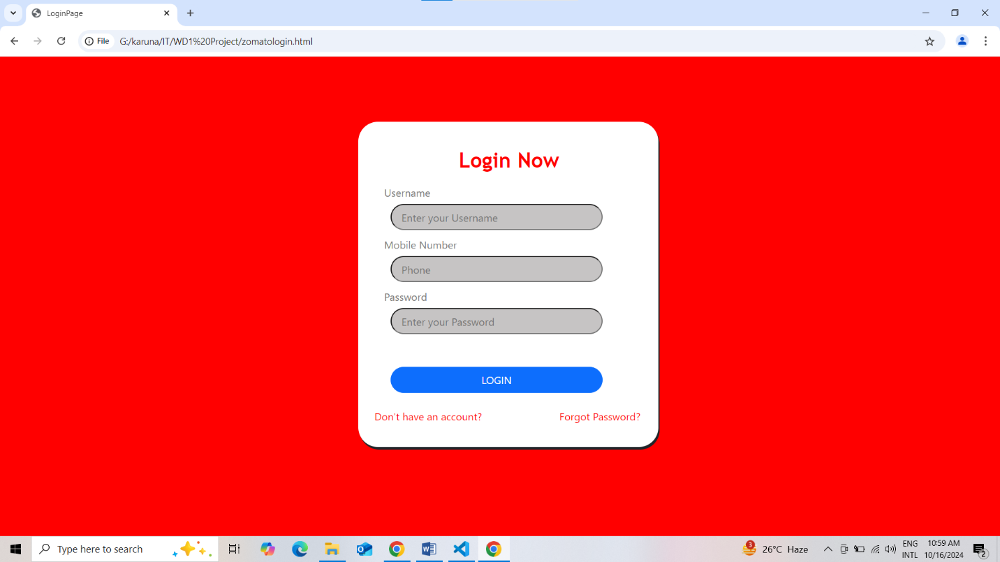 LoginPage
File G:/karuna/IT/WD1%20Project/zomatologin.html
Login Now
Username
Enter your Username
Mobile Number
Phone
Password
Enter your Password
LOGIN
Don't have an account? Forgot Password?
Type here to search
3
26°C Haze
ENG
INTL
10:59 AM
10/16/2024
2